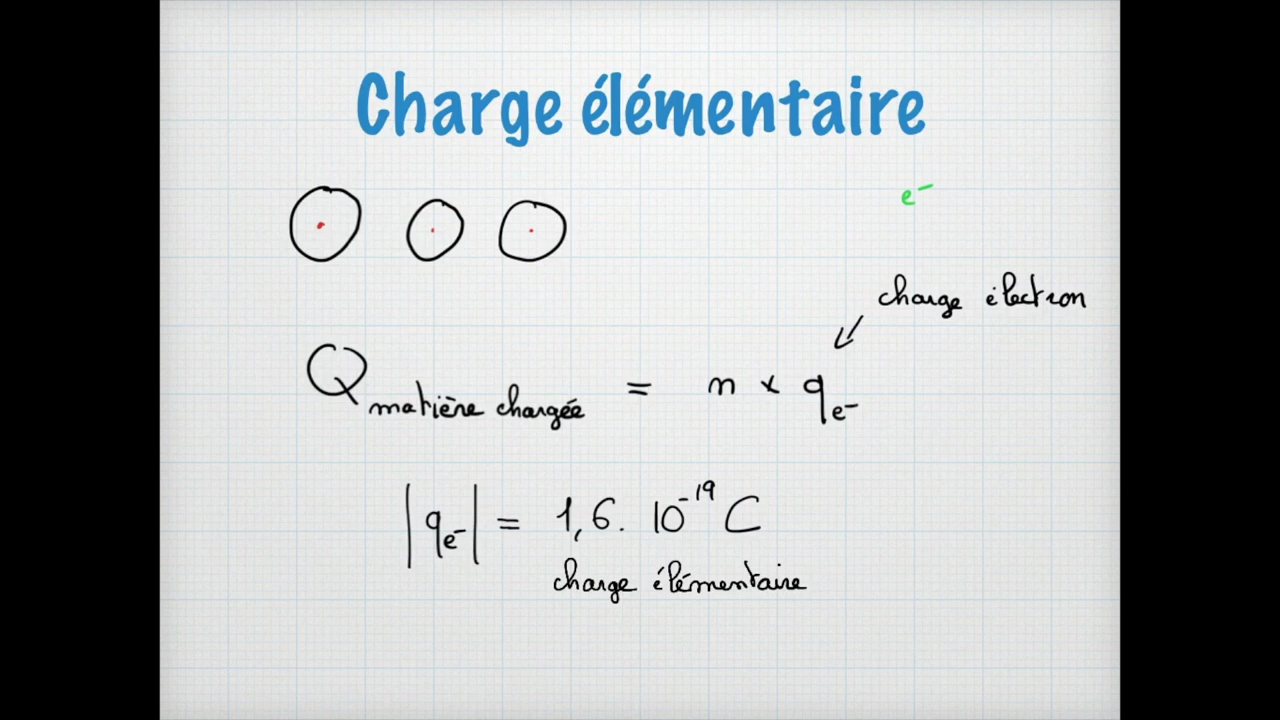 Charge élémentaire
e⁻
charge électron
Q matière chargée = n × qe⁻
|qe⁻| = 1,6. 10⁻¹⁹ C
charge élémentaire